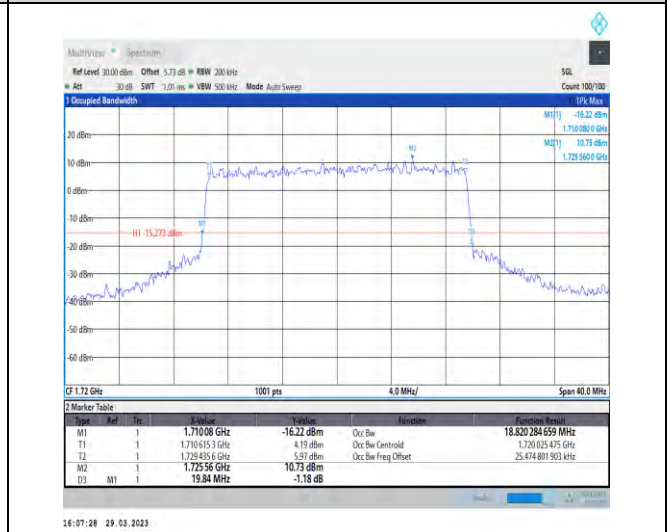 MultiView Spectrum
Ref Level 30.00 dBm Offset 5.73 dB RBW 200 kHz SGL
Att 30 dB SWT 1.01 ms VBW 500 kHz Mode Auto Sweep Count 100/100
1 Occupied Bandwidth 1Pk Max
M1[1] -16.22 dBm
1.7100800 GHz
20 dBm
M2[1] 10.73 dBm
1.7255600 GHz
M2
10 dBm
T1
T2
0 dBm
-10 dBm
M1
H1 -15.273 dBm
D3
-20 dBm
-30 dBm
-40 dBm
-50 dBm
-60 dBm
CF 1.72 GHz 1001 pts 4.0 MHz/ Span 40.0 MHz
2 Marker Table
Type Ref Trc X-Value Y-Value Function Function Result
M1 1 1.71008 GHz -16.22 dBm Occ Bw 18.820 284 659 MHz
T1 1 1.710 615 3 GHz 4.19 dBm Occ Bw Centroid 1.720 025 475 GHz
T2 1 1.729 435 6 GHz 5.97 dBm Occ Bw Freq Offset 25.474 801 903 kHz
M2 1 1.725 56 GHz 10.73 dBm
D3 M1 1 19.84 MHz -1.18 dB
16:07:28 29.03.2023